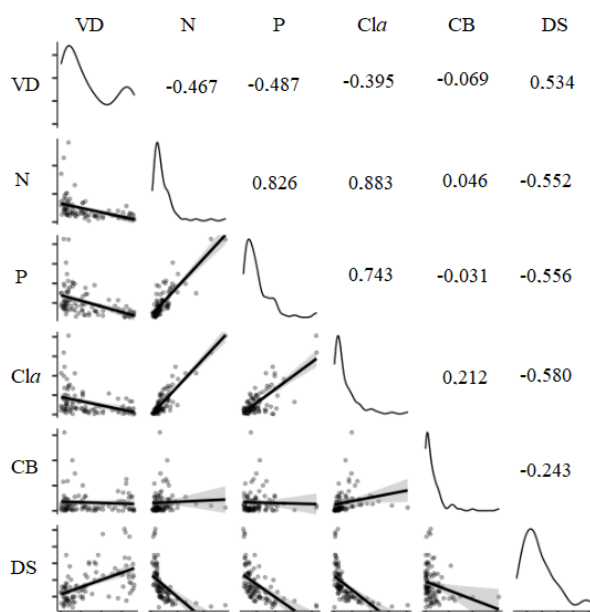 VD N P Cla CB DS
VD -0.467 -0.487 -0.395 -0.069 0.534
N 0.826 0.883 0.046 -0.552
P 0.743 -0.031 -0.556
Cla 0.212 -0.580
CB -0.243
DS